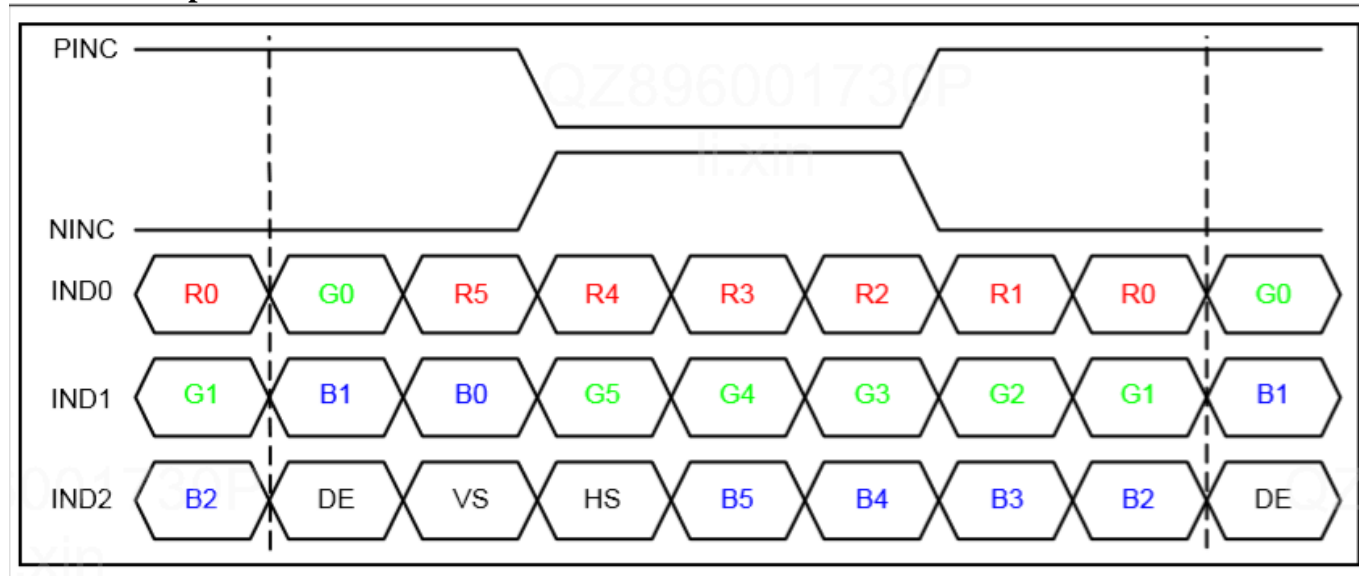 PINC
QZ896001730P
li.xin
NINC
IND0 R0 G0 R5 R4 R3 R2 R1 R0 G0
IND1 G1 B1 B0 G5 G4 G3 G2 G1 B1
IND2 B2 DE VS HS B5 B4 B3 B2 DE